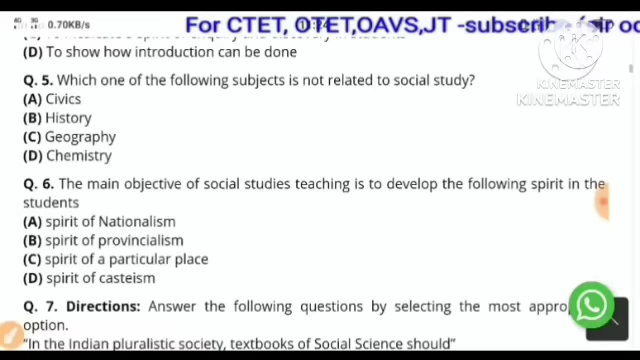 0.70KB/s
For CTET, OTET,OAVS,JT -subscribe
(D) To show how introduction can be done
Q. 5. Which one of the following subjects is not related to social study?
(A) Civics
(B) History
(C) Geography
(D) Chemistry
KINEMASTER
KINEMASTER
Q. 6. The main objective of social studies teaching is to develop the following spirit in the
students
(A) spirit of Nationalism
(B) spirit of provincialism
(C) spirit of a particular place
(D) spirit of casteism
Q. 7. Directions: Answer the following questions by selecting the most
option.
"In the Indian pluralistic society, textbooks of Social Science should"